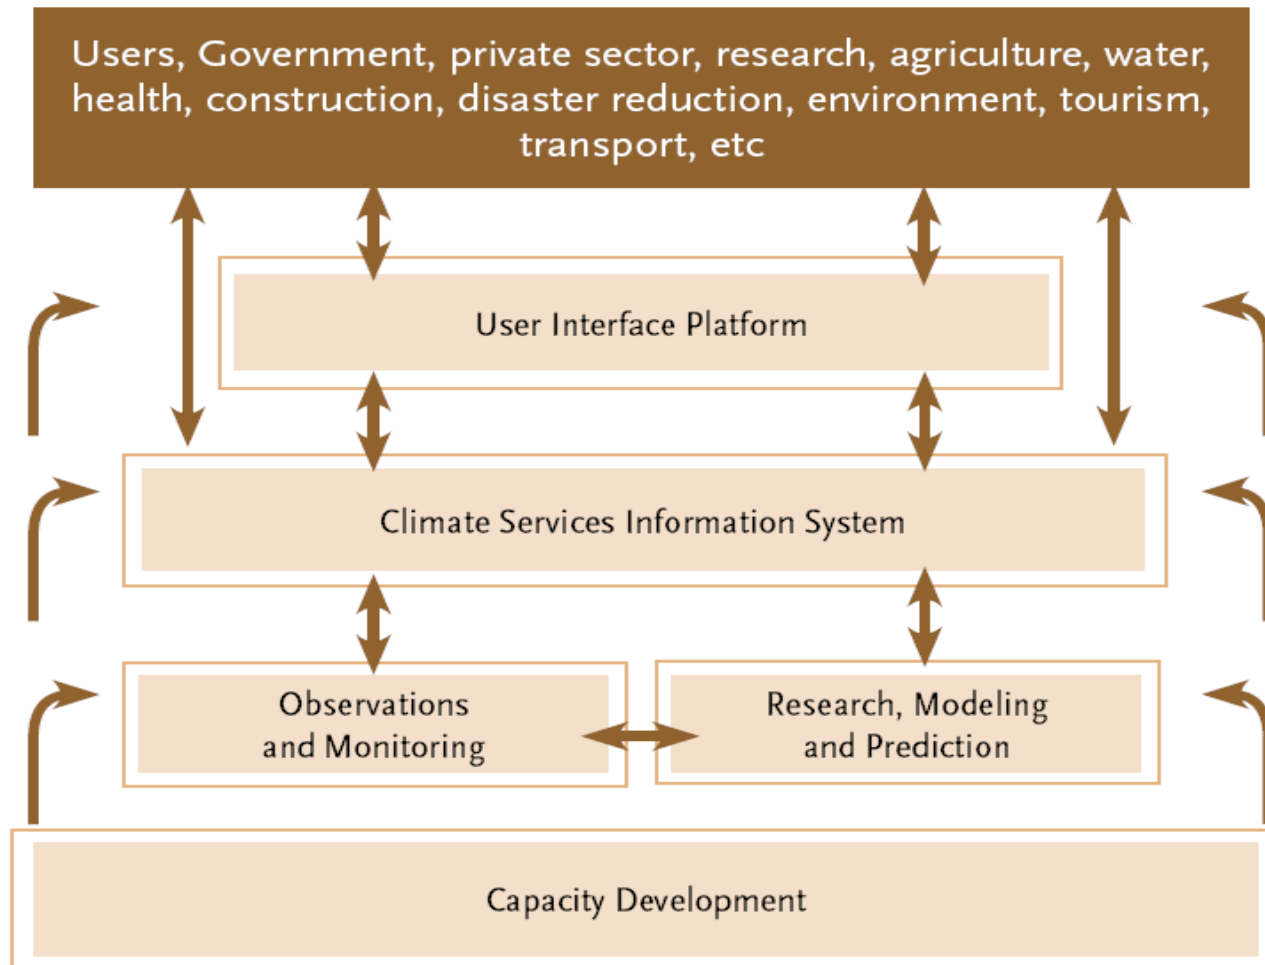 Users, Government, private sector, research, agriculture, water,
health, construction, disaster reduction, environment, tourism,
transport, etc
User Interface Platform
Climate Services Information System
Observations
and Monitoring
Research, Modeling
and Prediction
Capacity Development